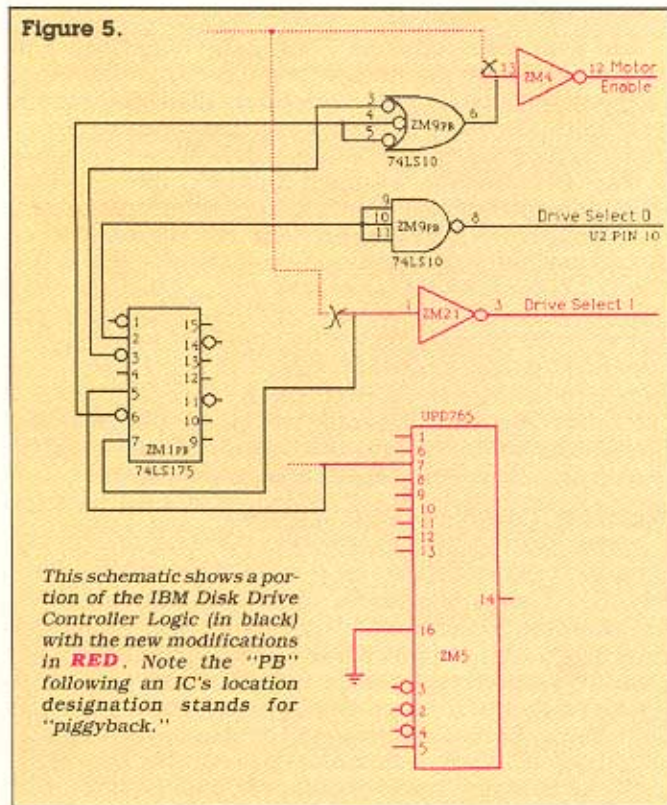 Figure 5.
13
ZM4
12 Motor
Enable
3
4
5
ZM9PB
6
74LS10
9
10
11
ZM9PB
8
Drive Select 0
U2 PIN 10
74LS10
1
ZM21
3
Drive Select 1
1
2
3
4
5
6
7
15
14
13
12
11
10
9
ZM1PB
74LS175
UPD765
1
6
7
8
9
10
11
12
13
14
16
ZM5
3
2
4
5
This schematic shows a por-
tion of the IBM Disk Drive
Controller Logic (in black)
with the new modifications
in RED. Note the "PB"
following an IC's location
designation stands for
"piggyback."